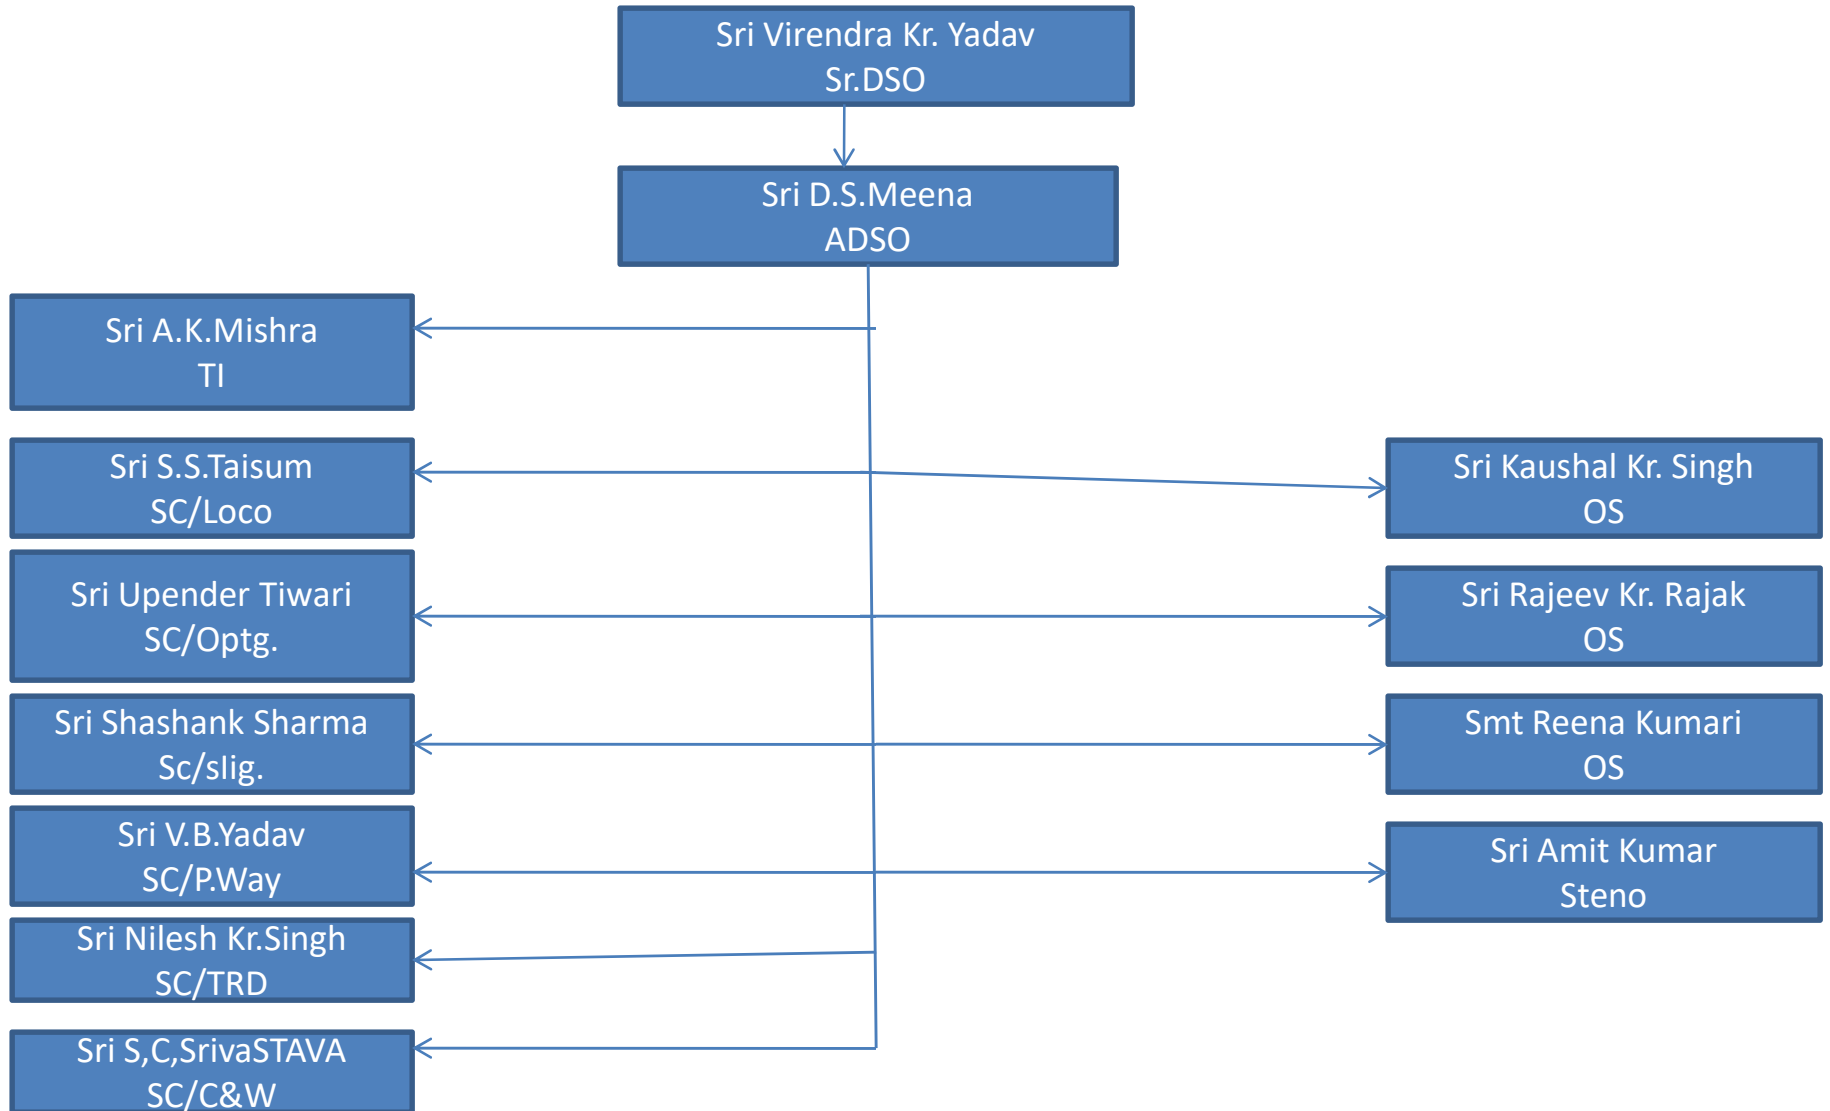 Sri Virendra Kr. Yadav
Sr.DSO
Sri D.S.Meena
ADSO
Sri A.K.Mishra
TI
Sri S.S.Taisum
SC/Loco
Sri Upender Tiwari
SC/Optg.
Sri Shashank Sharma
Sc/slig.
Sri V.B.Yadav
SC/P.Way
Sri Nilesh Kr.Singh
SC/TRD
Sri S,C,SrivaSTAVA
SC/C&W
Sri Kaushal Kr. Singh
OS
Sri Rajeev Kr. Rajak
OS
Smt Reena Kumari
OS
Sri Amit Kumar
Steno